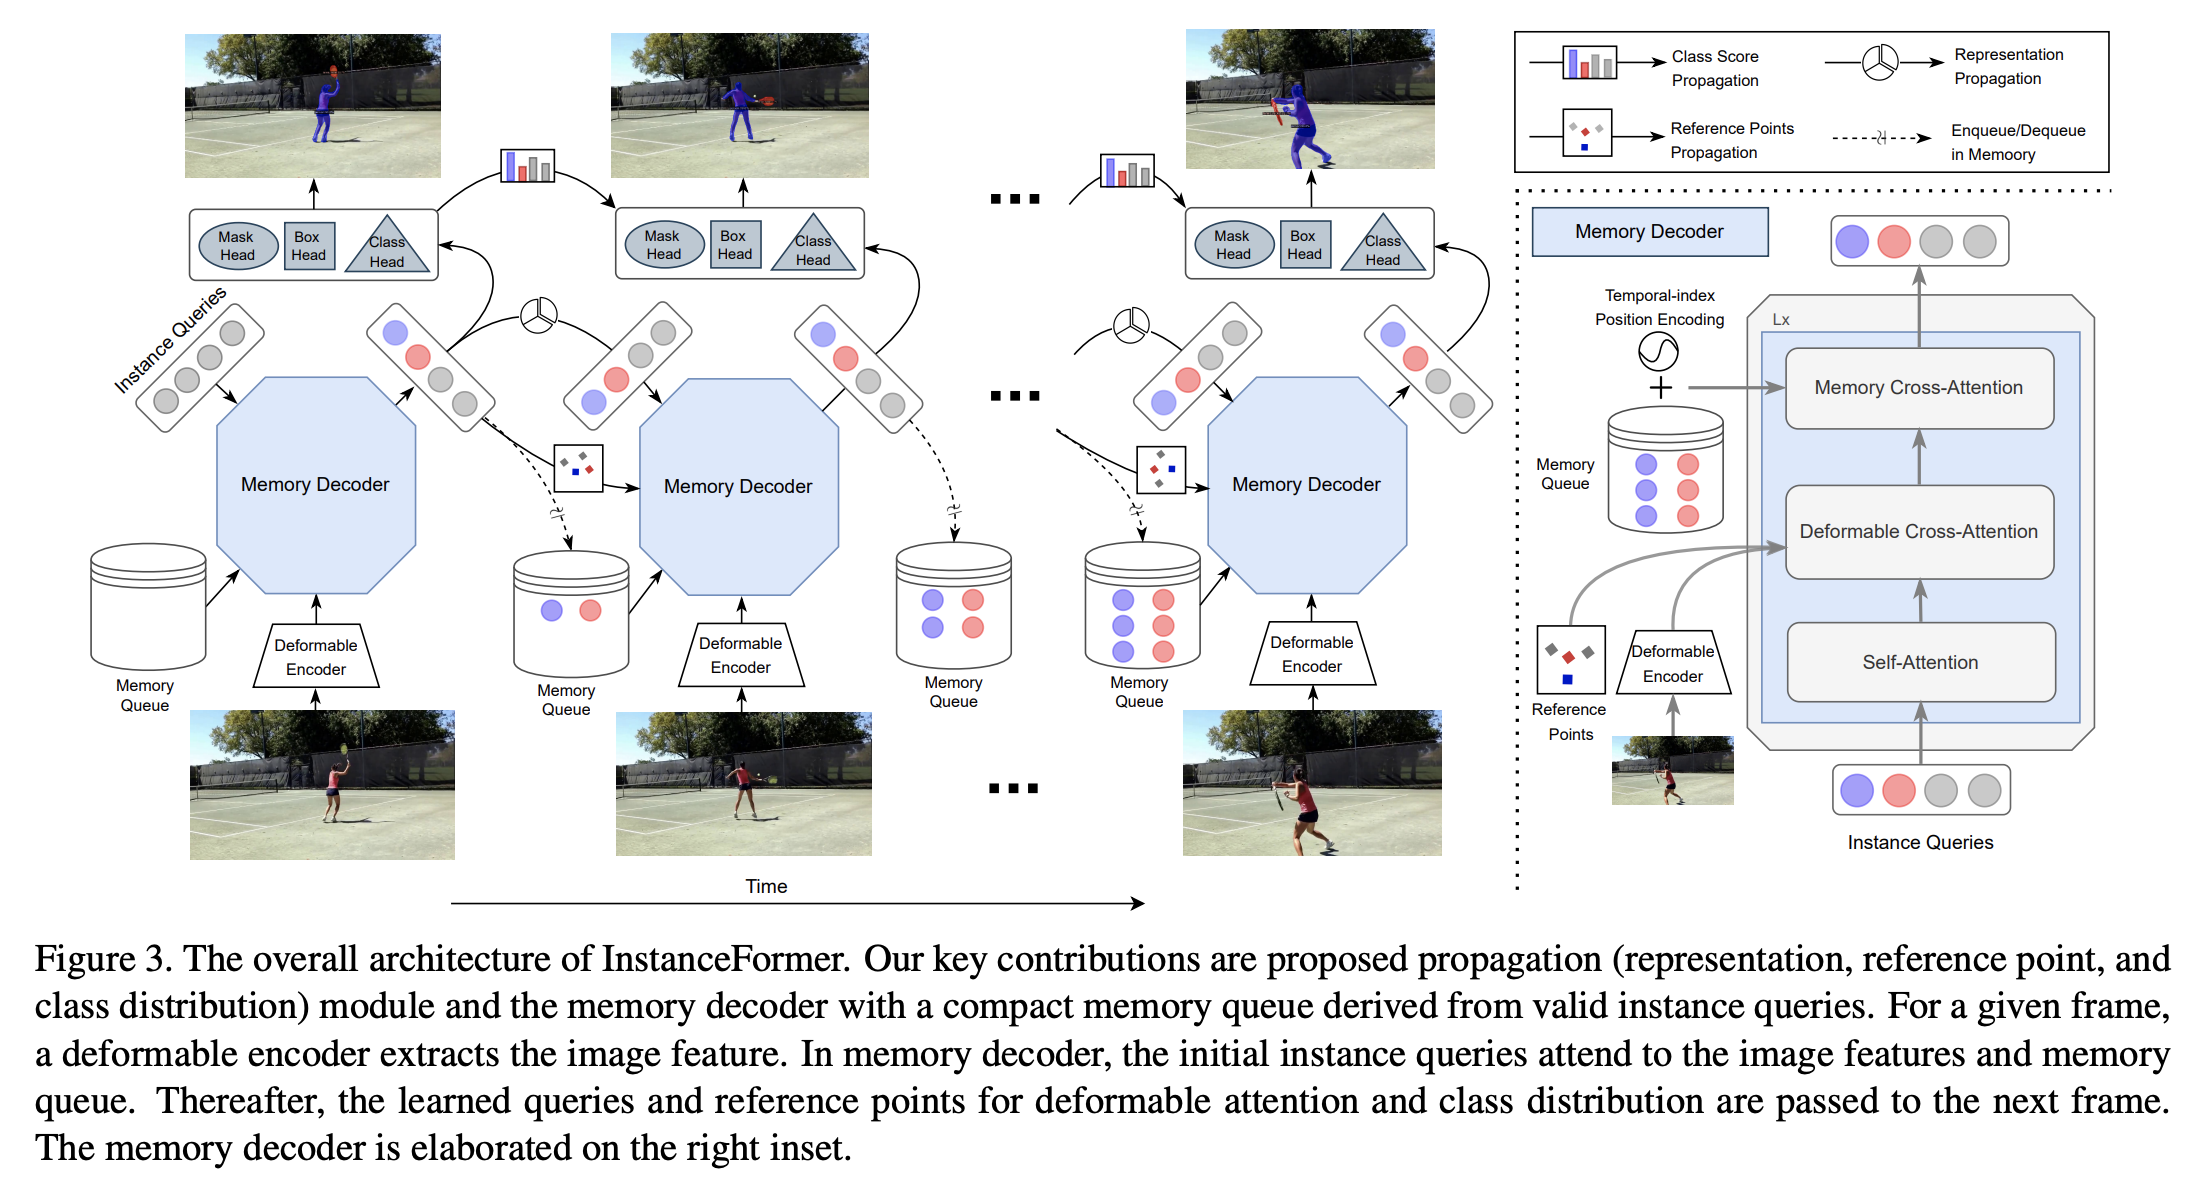 Class Score
Propagation
Representation
Propagation
Reference Points
Propagation
Enqueue/Dequeue
in Memoory
Mask
Head
Box
Head
Class
Head
Mask
Head
Box
Head
Class
Head
Mask
Head
Box
Head
Class
Head
Instance Queries
Memory Decoder
Memory Decoder
Memory Decoder
Deformable
Encoder
Deformable
Encoder
Deformable
Encoder
Memory
Queue
Memory
Queue
Memory
Queue
Memory
Queue
Time
Memory Decoder
Temporal-index
Position Encoding
Lx
Memory Cross-Attention
Memory
Queue
Deformable Cross-Attention
Self-Attention
Deformable
Encoder
Reference
Points
Instance Queries
Figure 3. The overall architecture of InstanceFormer. Our key contributions are proposed propagation (representation, reference point, and
class distribution) module and the memory decoder with a compact memory queue derived from valid instance queries. For a given frame,
a deformable encoder extracts the image feature. In memory decoder, the initial instance queries attend to the image features and memory
queue. Thereafter, the learned queries and reference points for deformable attention and class distribution are passed to the next frame.
The memory decoder is elaborated on the right inset.